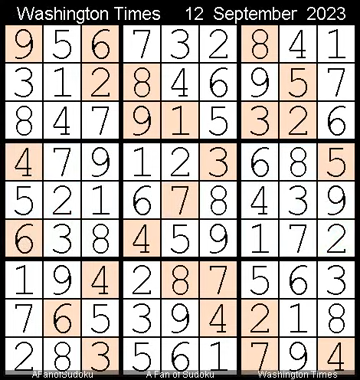 Washington Times 12 September 2023
9 5 6 7 3 2 8 4 1
3 1 2 8 4 6 9 5 7
8 4 7 9 1 5 3 2 6
4 7 9 1 2 3 6 8 5
5 2 1 6 7 8 4 3 9
6 3 8 4 5 9 1 7 2
1 9 4 2 8 7 5 6 3
7 6 5 3 9 4 2 1 8
2 8 3 5 6 1 7 9 4
AFanofSudoku A Fan of Sudoku Washington Times